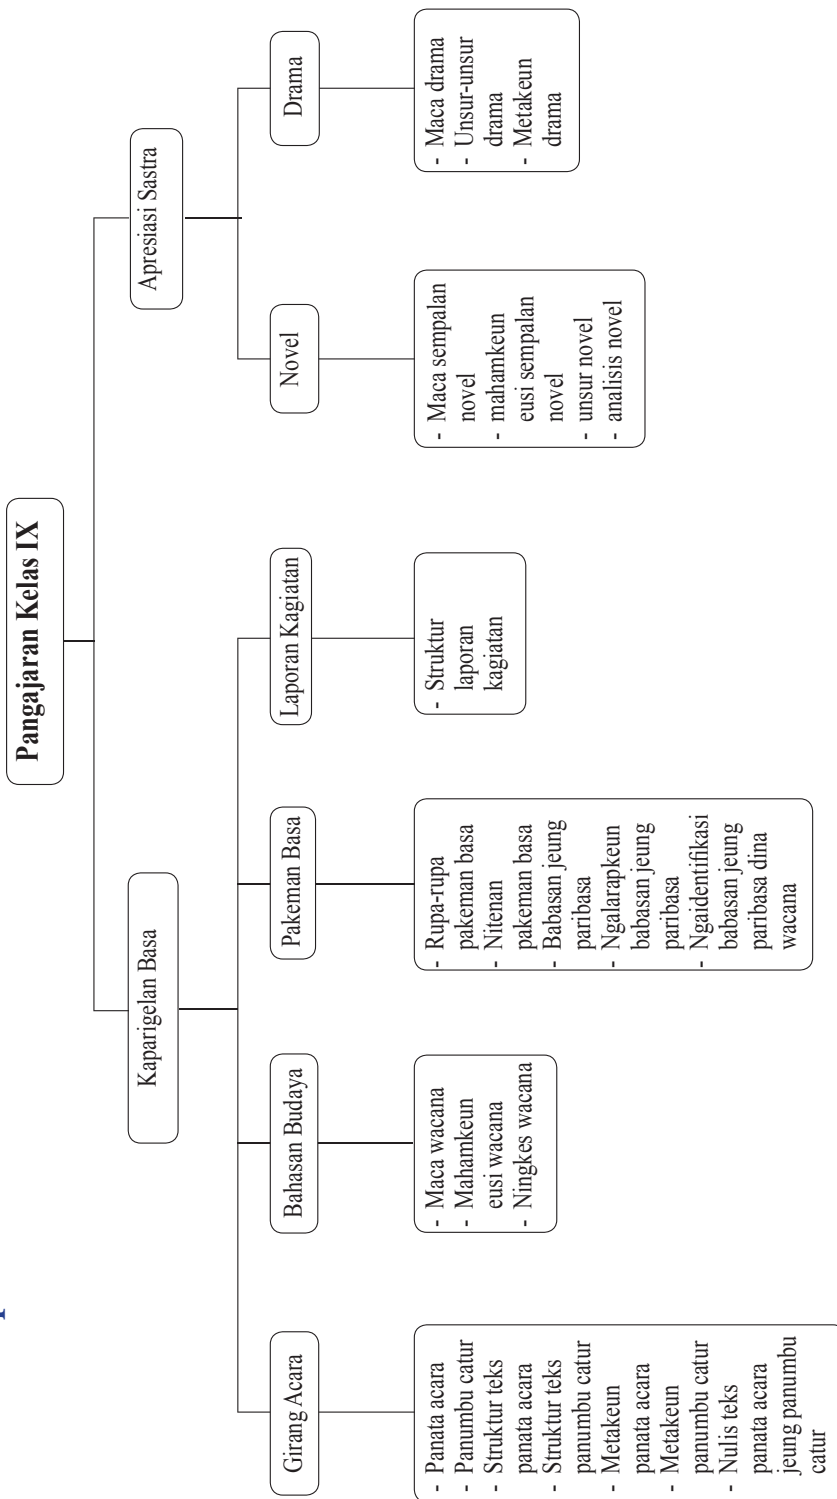 Pangajaran Kelas IX
Kaparigelan Basa
Apresiasi Sastra
Girang Acara
Bahasan Budaya
Pakeman Basa
Laporan Kagiatan
Novel
Drama
- Panata acara
- Panumbu catur
- Struktur teks
panata acara
- Struktur teks
panumbu catur
- Metakeun
panata acara
- Metakeun
panumbu catur
- Nulis teks
panata acara
jeung panumbu
catur
- Maca wacana
- Mahamkeun
eusi wacana
- Ningkes wacana
- Rupa-rupa
pakeman basa
- Nitenan
pakeman basa
- Babasan jeung
paribasa
- Ngalarapkeun
babasan jeung
paribasa
- Ngaidentifikasi
babasan jeung
paribasa dina
wacana
- Struktur
laporan
kagiatan
- Maca sempalan
novel
- mahamkeun
eusi sempalan
novel
- unsur novel
- analisis novel
- Maca drama
- Unsur-unsur
drama
- Metakeun
drama